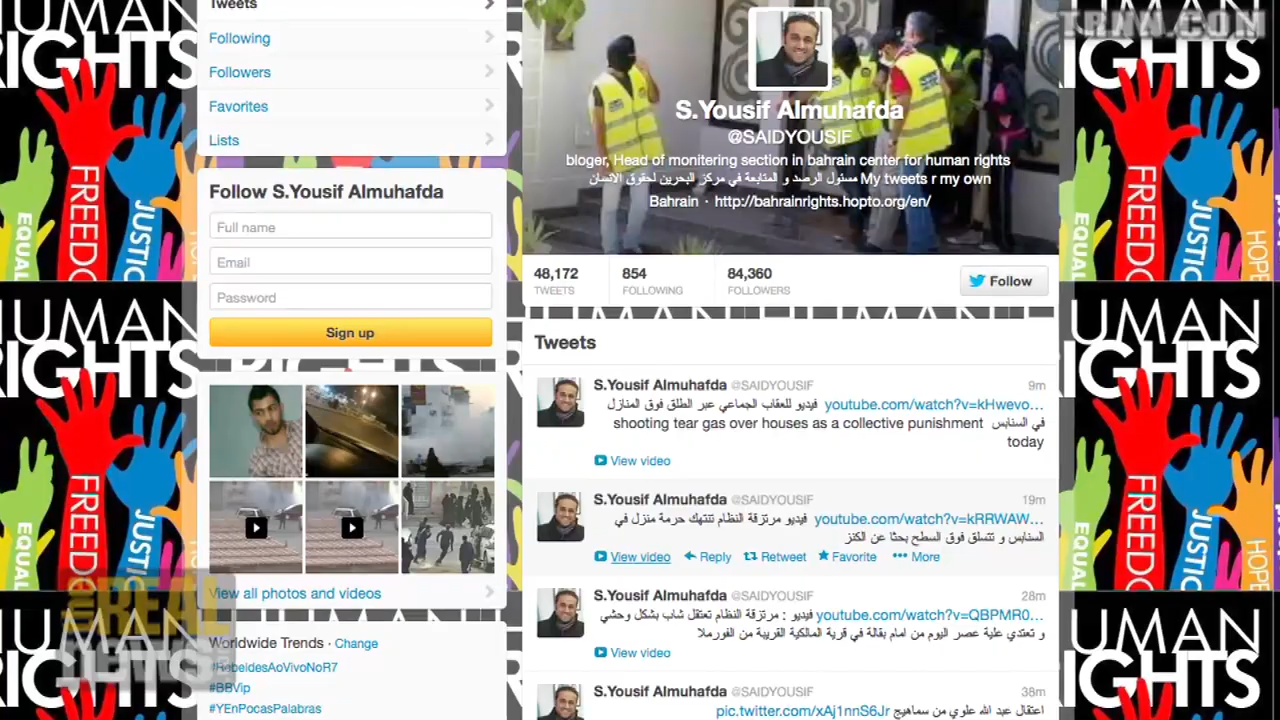 TRNN.COM
Tweets
Following
Followers
Favorites
Lists
Follow S.Yousif Almuhafda
Full name
Email
Password
Sign up
View all photos and videos
Worldwide Trends · Change
#RebeldesAoVivoNoR7
#BBVip
#YEnPocasPalabras
S.Yousif Almuhafda
@SAIDYOUSIF
bloger, Head of monitering section in bahrain center for human rights
مسئول الرصد و المتابعة في مركز البحرين لحقوق الانسان My tweets r my own
Bahrain · http://bahrainrights.hopto.org/en/
48,172 854 84,360
TWEETS FOLLOWING FOLLOWERS
Follow
Tweets
S.Yousif Almuhafda @SAIDYOUSIF 9m
فيديو للعقاب الجماعي عبر الطلق فوق المنازل youtube.com/watch?v=kHwevo…
في السنابس shooting tear gas over houses as a collective punishment
today
View video
S.Yousif Almuhafda @SAIDYOUSIF 19m
فيديو مرتزقة النظام تنتهك حرمة منزل في youtube.com/watch?v=kRRWAW…
السنابس و تتسلق فوق السطح بحثا عن الكنز
View video Reply Retweet Favorite More
S.Yousif Almuhafda @SAIDYOUSIF 28m
فيديو : مرتزقة النظام تعتقل شاب بشكل وحشي youtube.com/watch?v=QBPMR0…
و تعتدي علية عصر اليوم من امام بقالة في قرية المالكية القريبة من الفورملا
View video
S.Yousif Almuhafda @SAIDYOUSIF 38m
اعتقال عبد الله علوي من سماهيج pic.twitter.com/xAj1nnS6Jr
HUMAN
RIGHTS
EQUAL
FREEDO
JUSTIC
HOPE
THE REAL